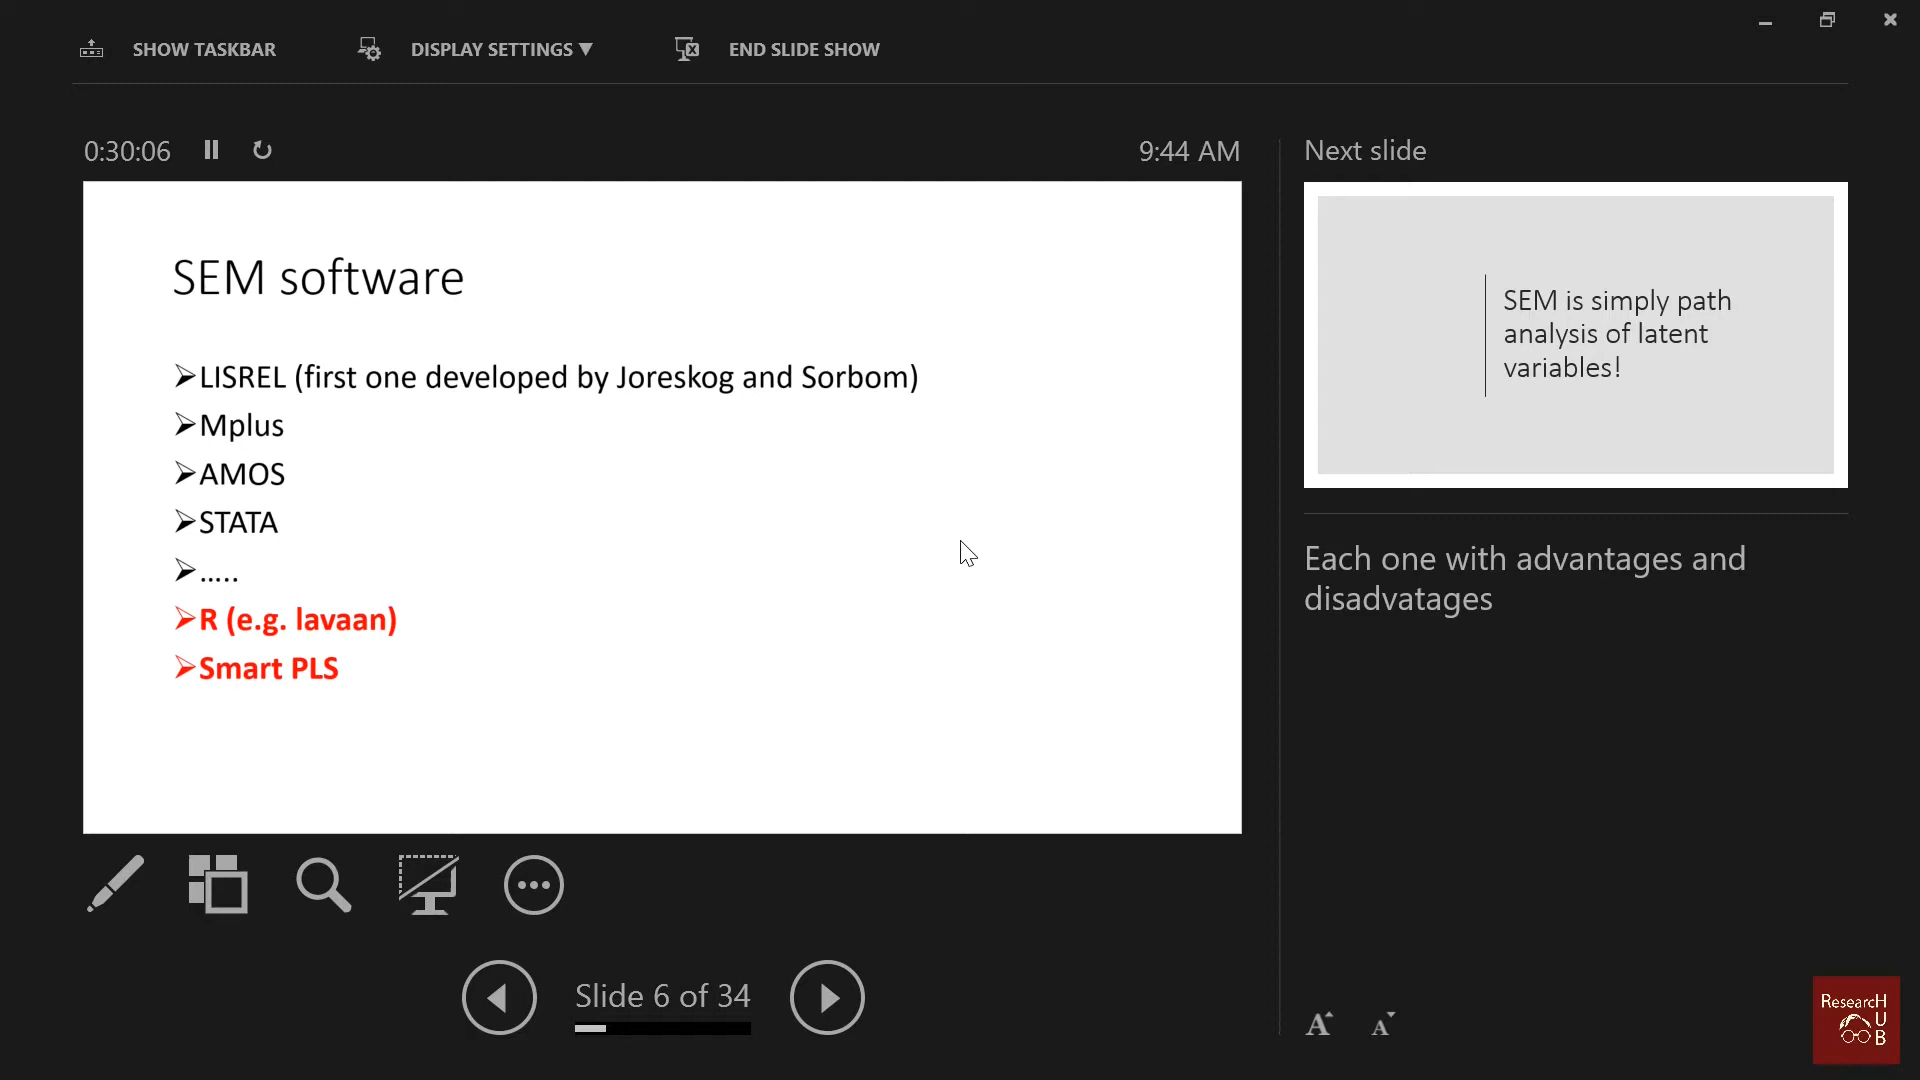 SHOW TASKBAR
DISPLAY SETTINGS ▼
END SLIDE SHOW
0:30:06
9:44 AM
Next slide
SEM software
➢LISREL (first one developed by Joreskog and Sorbom)
➢Mplus
➢AMOS
➢STATA
➢.....
➢R (e.g. lavaan)
➢Smart PLS
SEM is simply path
analysis of latent
variables!
Each one with advantages and
disadvatages
Slide 6 of 34
A A
ResearcH
U
B